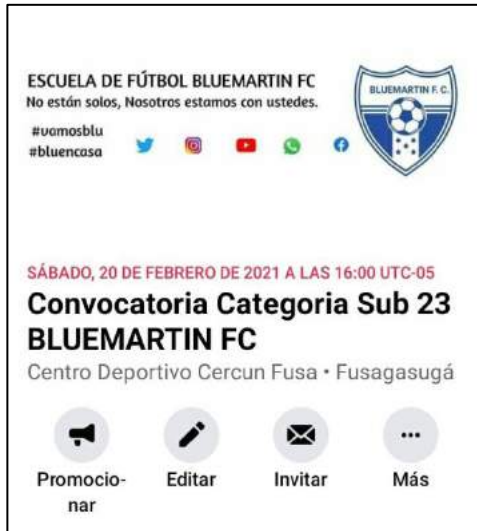 ESCUELA DE FÚTBOL BLUEMARTIN FC
No están solos, Nosotros estamos con ustedes.
#vamosblu
#bluencasa
BLUEMARTIN F. C.
SÁBADO, 20 DE FEBRERO DE 2021 A LAS 16:00 UTC-05
Convocatoria Categoria Sub 23
BLUEMARTIN FC
Centro Deportivo Cercun Fusa • Fusagasugá
Promocio-
nar
Editar
Invitar
Más